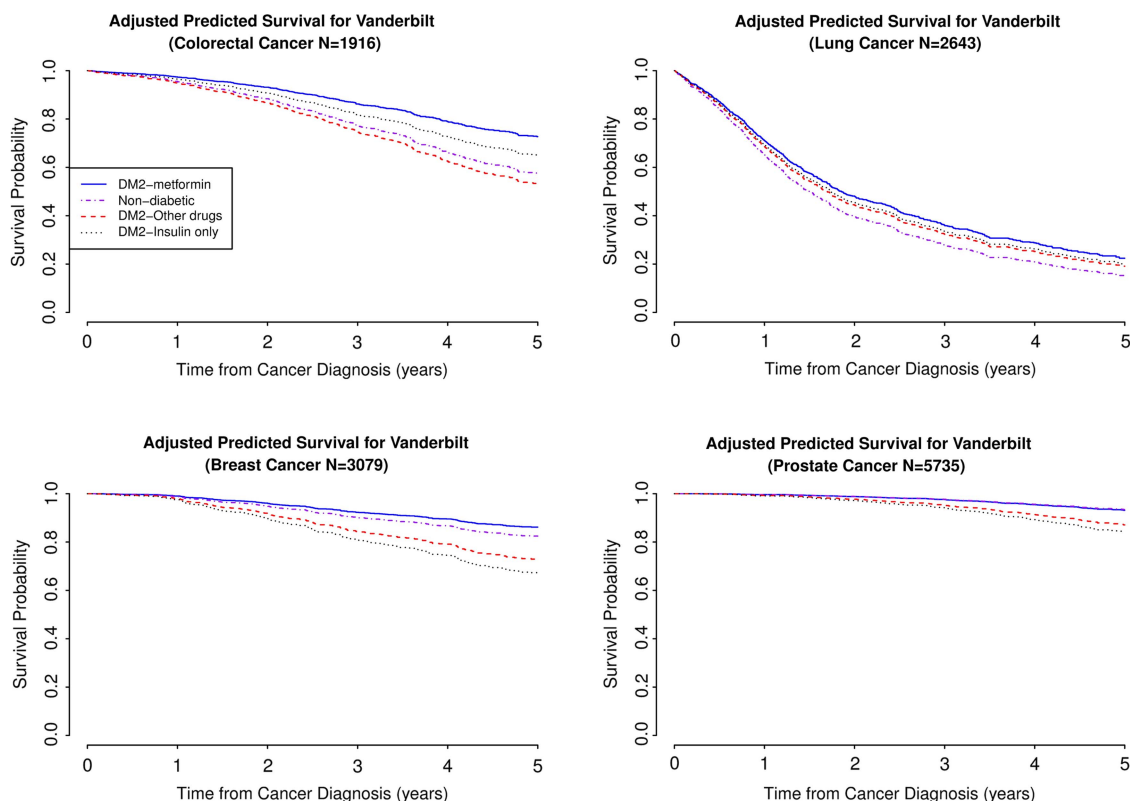 Adjusted Predicted Survival for Vanderbilt
(Colorectal Cancer N=1916)
Survival Probability
0.0 0.2 0.4 0.6 0.8 1.0
DM2−metformin
Non−diabetic
DM2−Other drugs
DM2−Insulin only
0 1 2 3 4 5
Time from Cancer Diagnosis (years)
Adjusted Predicted Survival for Vanderbilt
(Lung Cancer N=2643)
Survival Probability
0.0 0.2 0.4 0.6 0.8 1.0
0 1 2 3 4 5
Time from Cancer Diagnosis (years)
Adjusted Predicted Survival for Vanderbilt
(Breast Cancer N=3079)
Survival Probability
0.0 0.2 0.4 0.6 0.8 1.0
0 1 2 3 4 5
Time from Cancer Diagnosis (years)
Adjusted Predicted Survival for Vanderbilt
(Prostate Cancer N=5735)
Survival Probability
0.0 0.2 0.4 0.6 0.8 1.0
0 1 2 3 4 5
Time from Cancer Diagnosis (years)